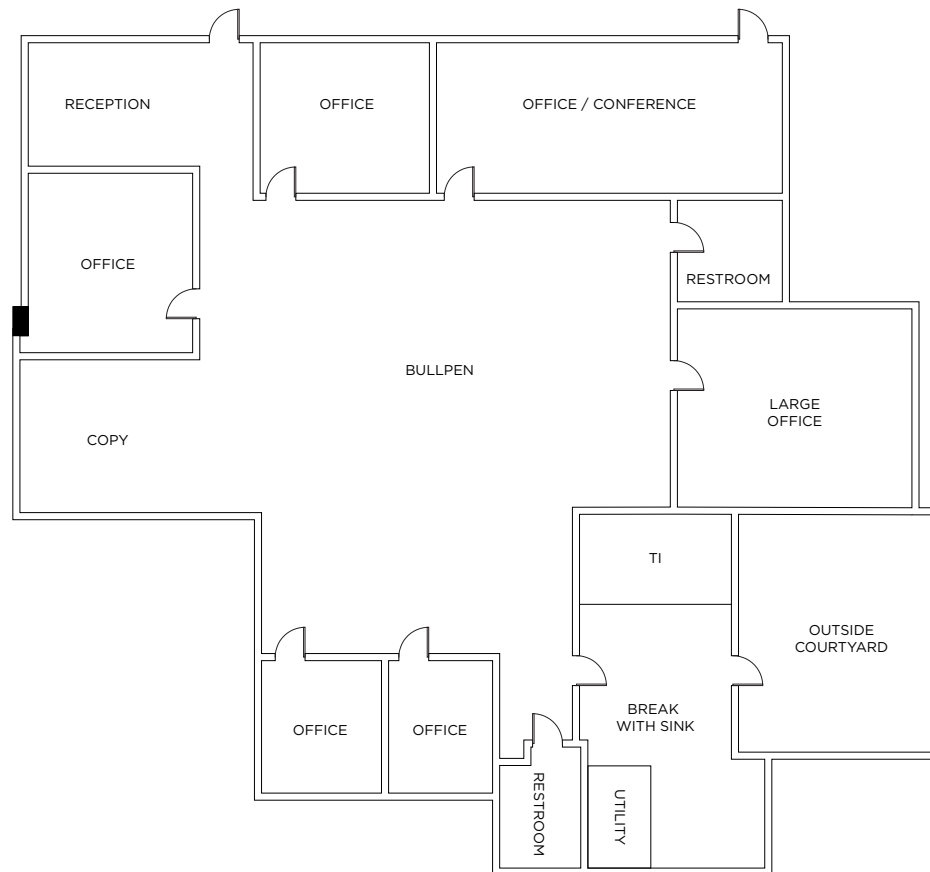 RECEPTION
OFFICE
OFFICE / CONFERENCE
OFFICE
RESTROOM
BULLPEN
LARGE
OFFICE
COPY
TI
OUTSIDE
COURTYARD
BREAK
WITH SINK
OFFICE
OFFICE
RESTROOM
UTILITY